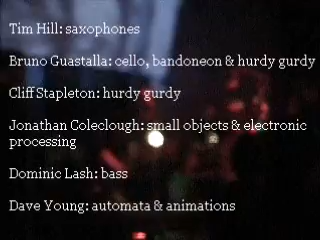 Tim Hill: saxophones
Bruno Guastalla: cello, bandoneon & hurdy gurdy
Cliff Stapleton: hurdy gurdy
Jonathan Coleclough: small objects & electronic
processing
Dominic Lash: bass
Dave Young: automata & animations